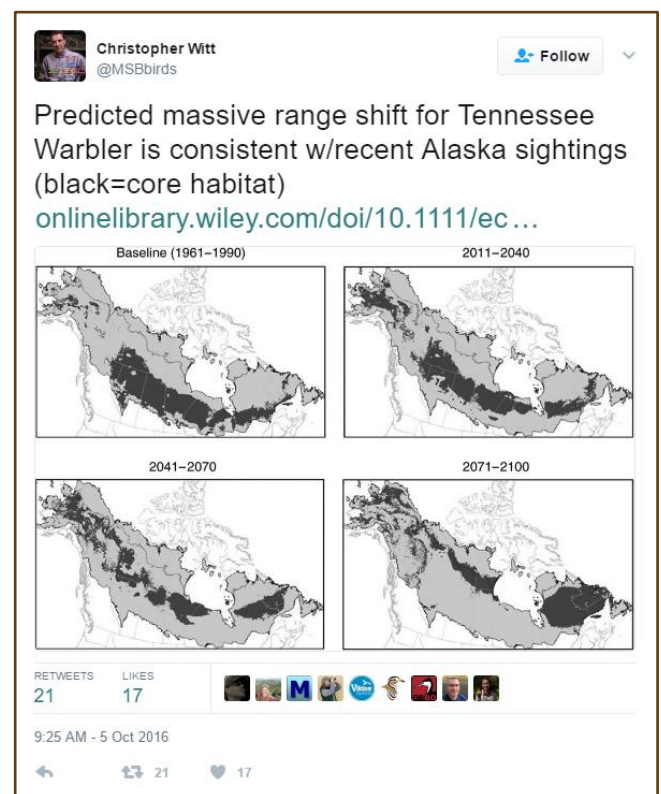 Christopher Witt
@MSBbirds
Follow
Predicted massive range shift for Tennessee
Warbler is consistent w/recent Alaska sightings
(black=core habitat)
onlinelibrary.wiley.com/doi/10.1111/ec…
Baseline (1961–1990)
2011–2040
2041–2070
2071–2100
RETWEETS
LIKES
21
17
M
9:25 AM - 5 Oct 2016
21
17